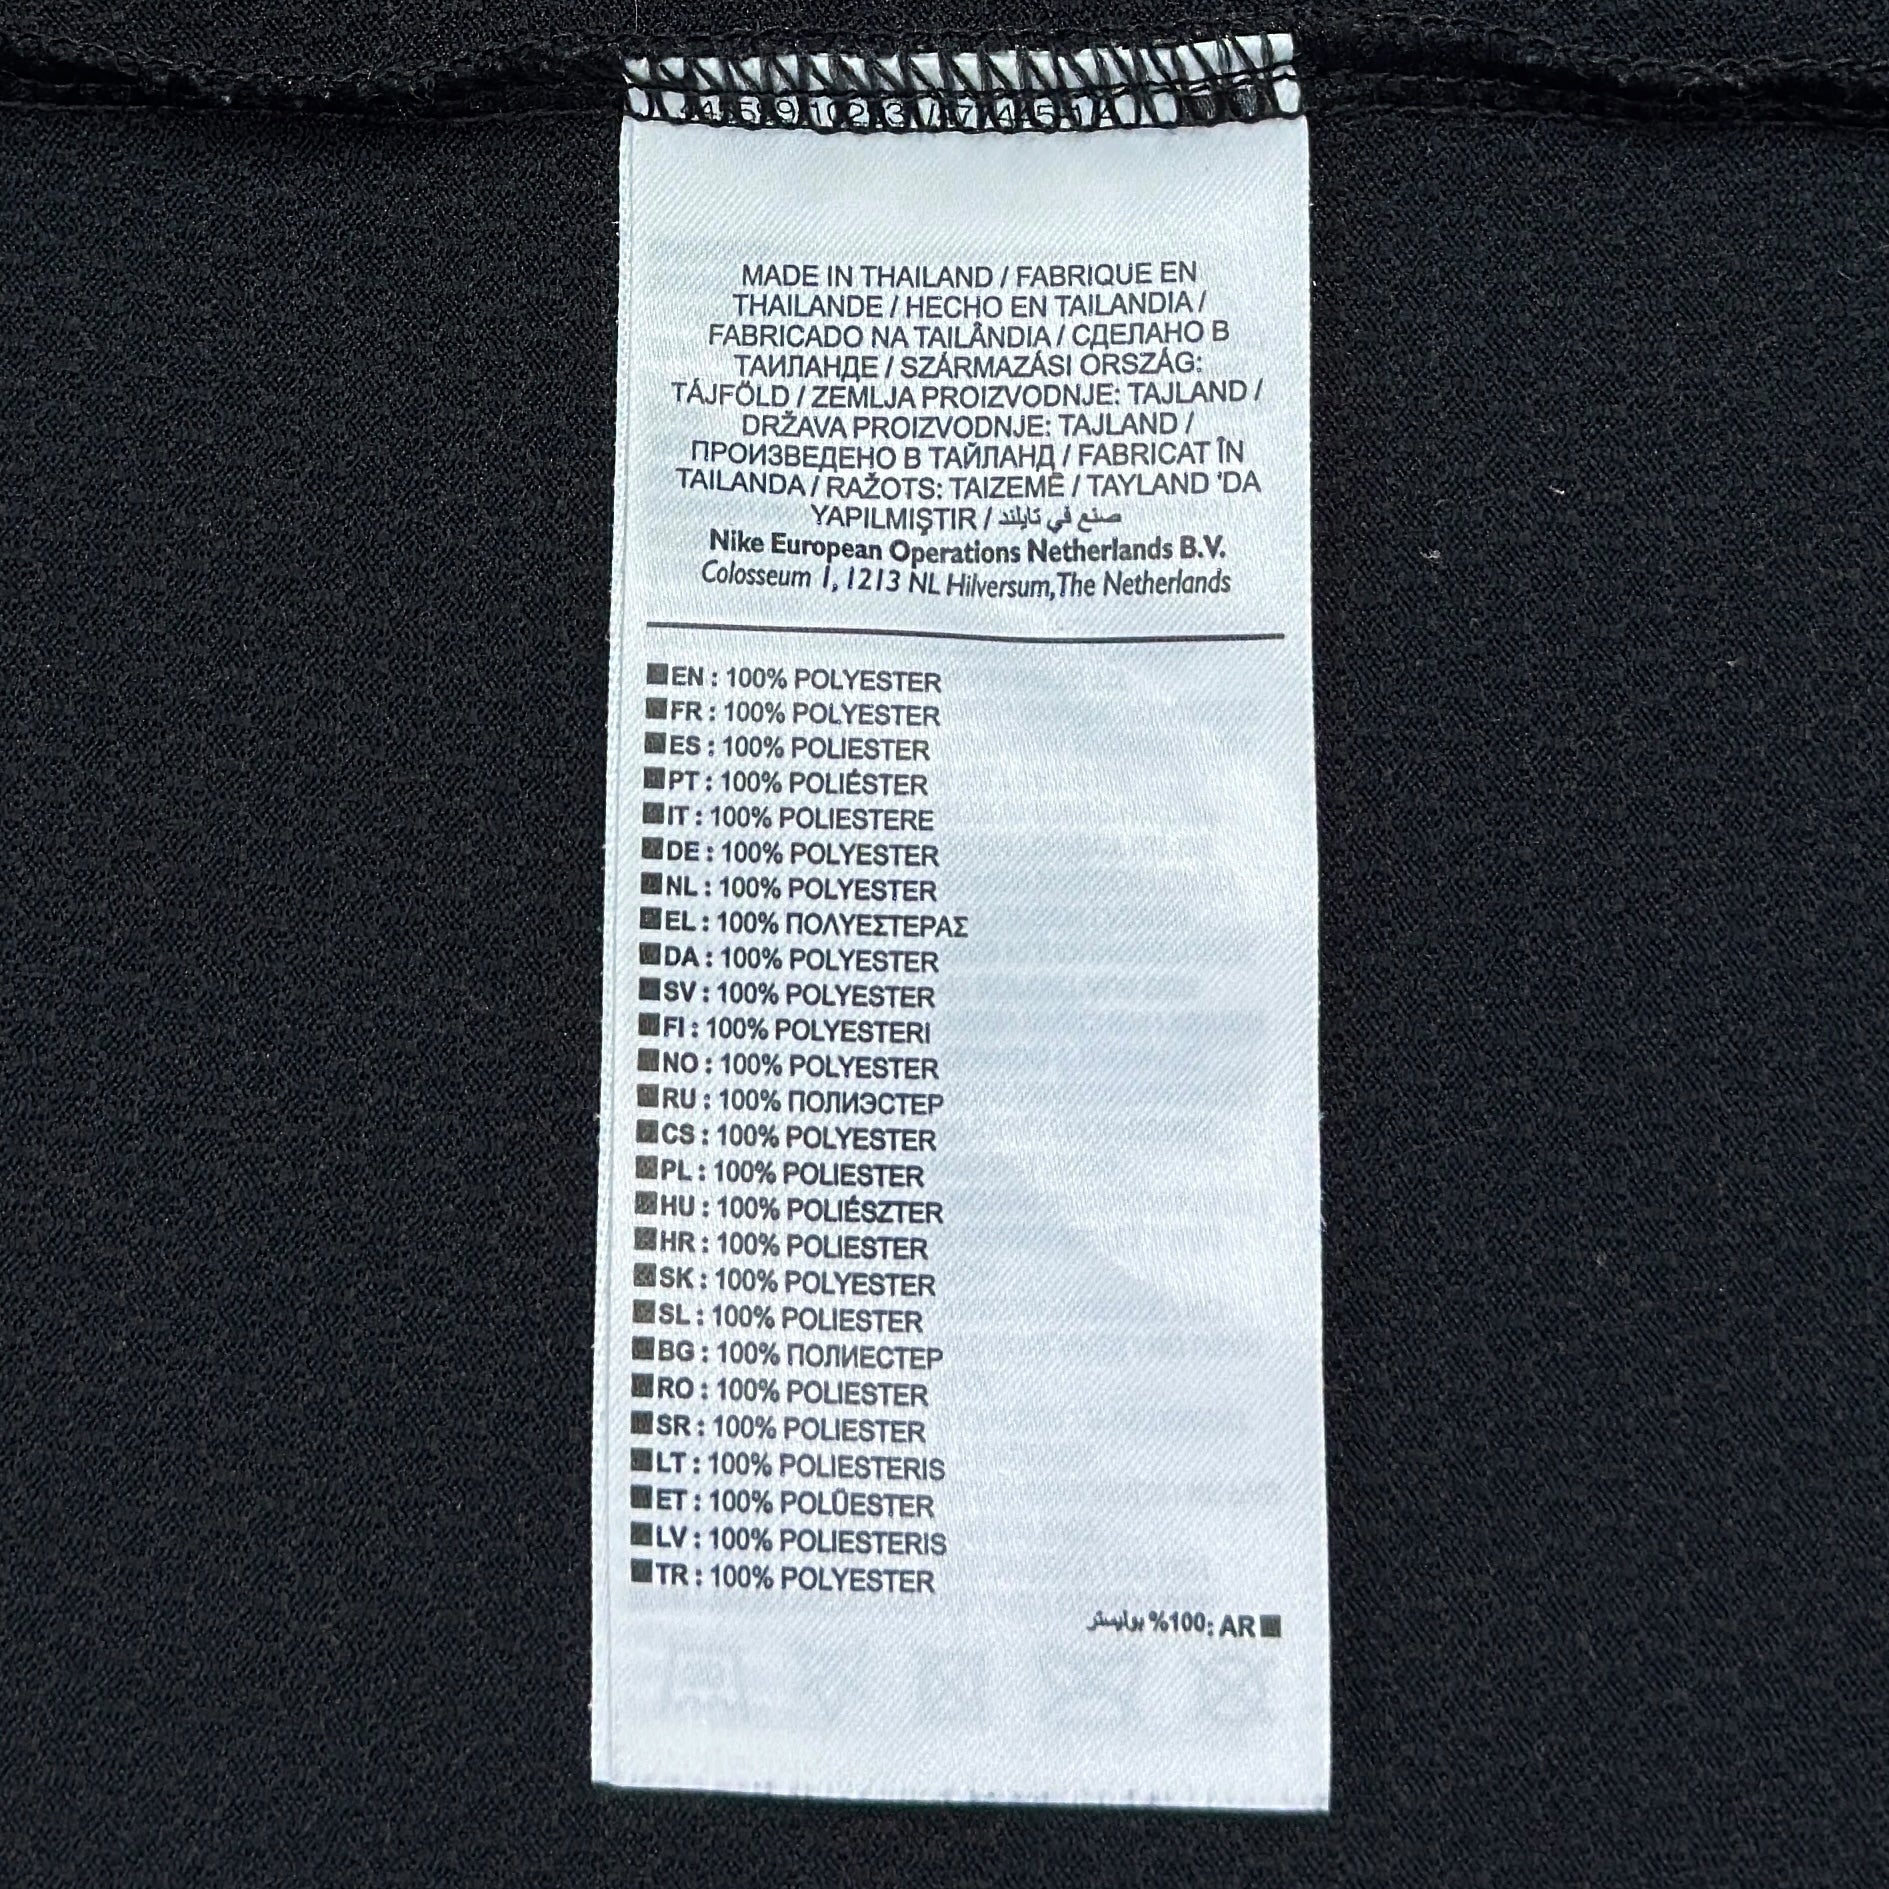 MADE IN THAILAND / FABRIQUE EN
THAILANDE / HECHO EN TAILANDIA /
FABRICADO NA TAILÂNDIA / СДЕЛАНО В
ТАИЛАНДЕ / SZÁRMAZÁSI ORSZÁG:
TÁJFÖLD / ZEMLJA PROIZVODNJE: TAJLAND /
DRŽAVA PROIZVODNJE: TAJLAND /
ПРОИЗВЕДЕНО В ТАЙЛАНД / FABRICAT ÎN
TAILANDA / RAŽOTS: TAIZEMĒ / TAYLAND 'DA
YAPILMIŞTIR / صنع في تايلند
Nike European Operations Netherlands B.V.
Colosseum 1, 1213 NL Hilversum, The Netherlands
EN : 100% POLYESTER
FR : 100% POLYESTER
ES : 100% POLIESTER
PT : 100% POLIÉSTER
IT : 100% POLIESTERE
DE : 100% POLYESTER
NL : 100% POLYESTER
EL : 100% ΠΟΛΥΕΣΤΕΡΑΣ
DA : 100% POLYESTER
SV : 100% POLYESTER
FI : 100% POLYESTERI
NO : 100% POLYESTER
RU : 100% ПОЛИЭСТЕР
CS : 100% POLYESTER
PL : 100% POLIESTER
HU : 100% POLIÉSZTER
HR : 100% POLIESTER
SK : 100% POLYESTER
SL : 100% POLIESTER
BG : 100% ПОЛИЕСТЕР
RO : 100% POLIESTER
SR : 100% POLIESTER
LT : 100% POLIESTERIS
ET : 100% POLÜESTER
LV : 100% POLIESTERIS
TR : 100% POLYESTER
AR :100% بوليستر